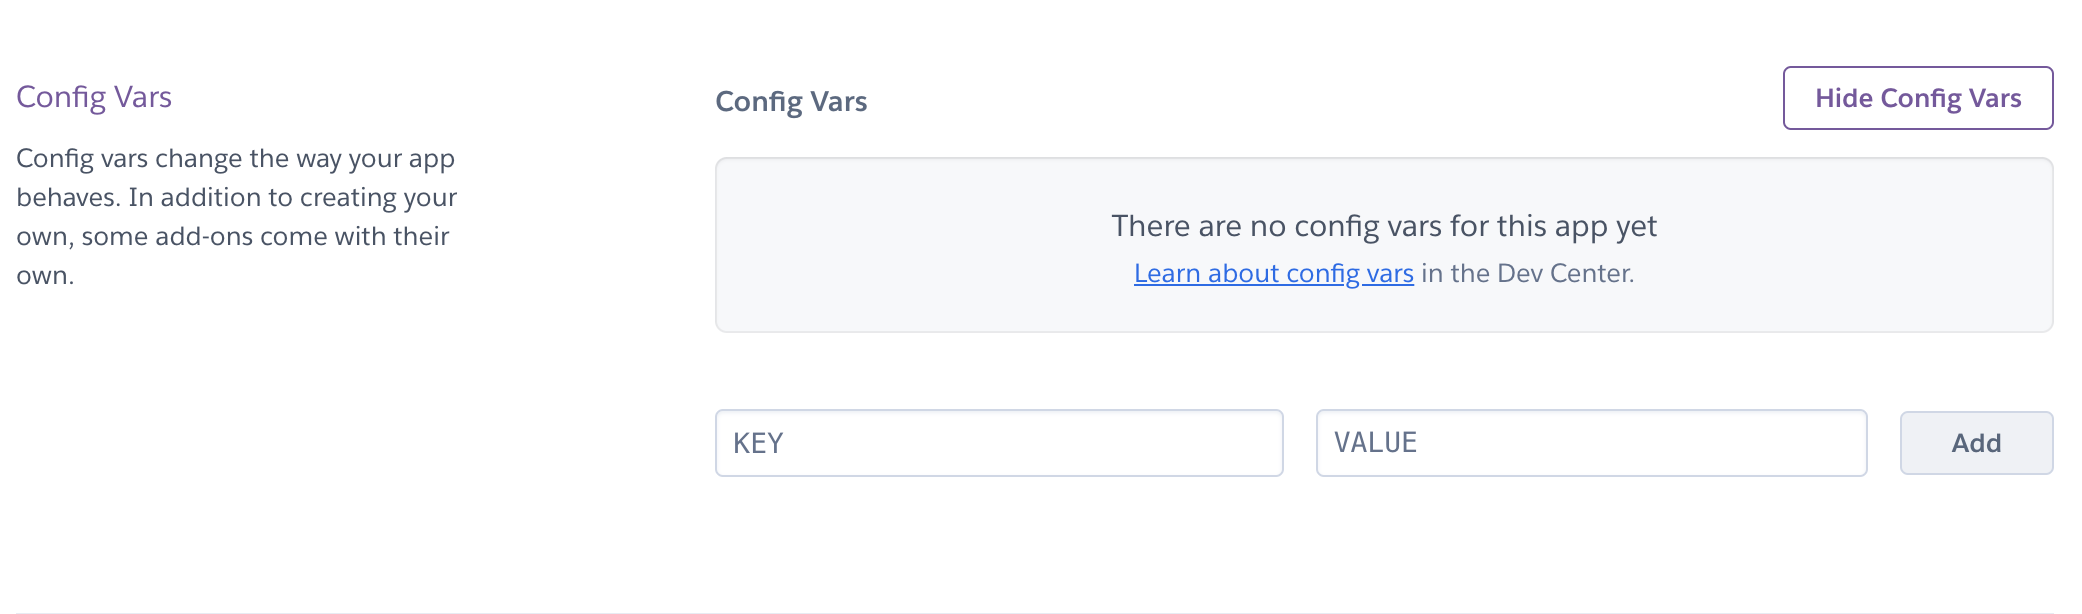 Config Vars
Config vars change the way your app
behaves. In addition to creating your
own, some add-ons come with their
own.
Config Vars
Hide Config Vars
There are no config vars for this app yet
Learn about config vars in the Dev Center.
KEY
VALUE
Add